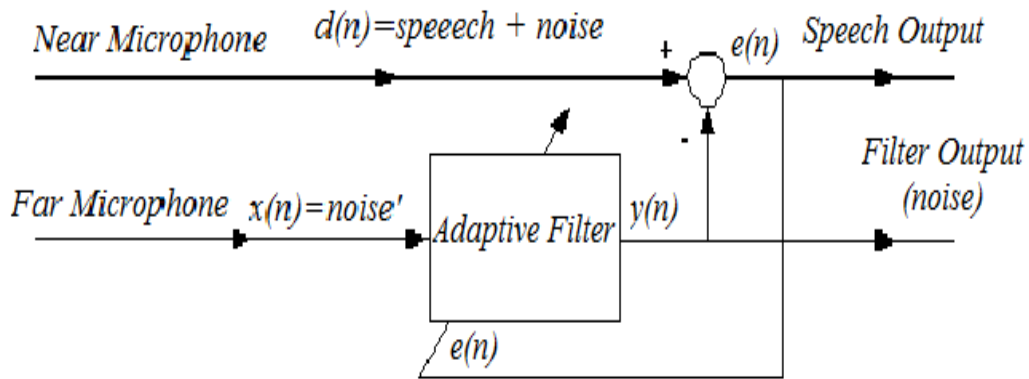 Near Microphone
d(n)=speeech + noise
+
e(n)
Speech Output
-
Filter Output
(noise)
Far Microphone
x(n)=noise'
Adaptive Filter
y(n)
e(n)